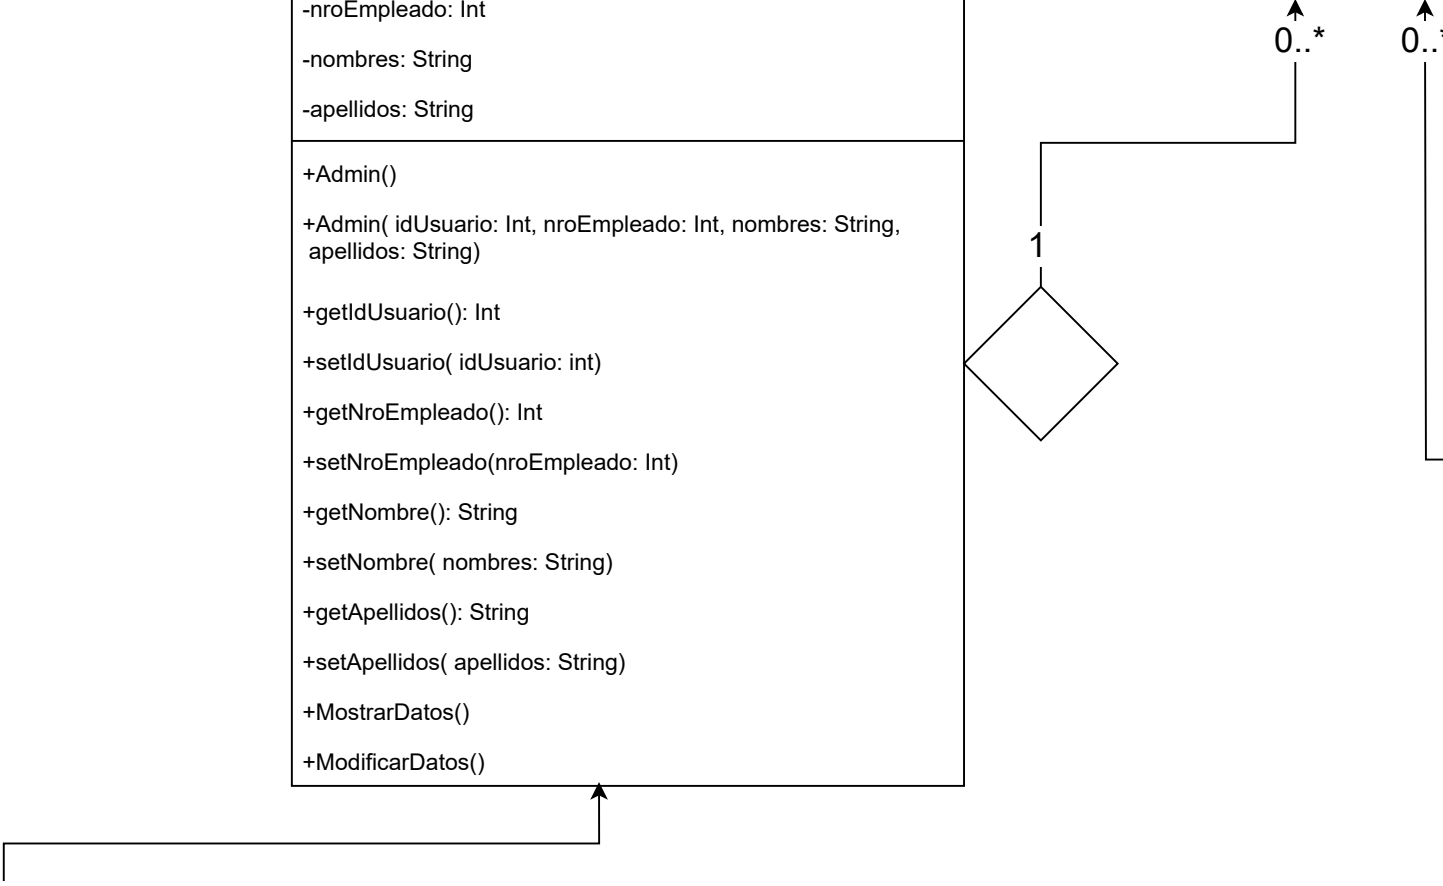 -nroEmpleado: Int
-nombres: String
-apellidos: String
+Admin()
+Admin( idUsuario: Int, nroEmpleado: Int, nombres: String,
apellidos: String)
+getIdUsuario(): Int
+setIdUsuario( idUsuario: int)
+getNroEmpleado(): Int
+setNroEmpleado(nroEmpleado: Int)
+getNombre(): String
+setNombre( nombres: String)
+getApellidos(): String
+setApellidos( apellidos: String)
+MostrarDatos()
+ModificarDatos()
0..*
0..*
1